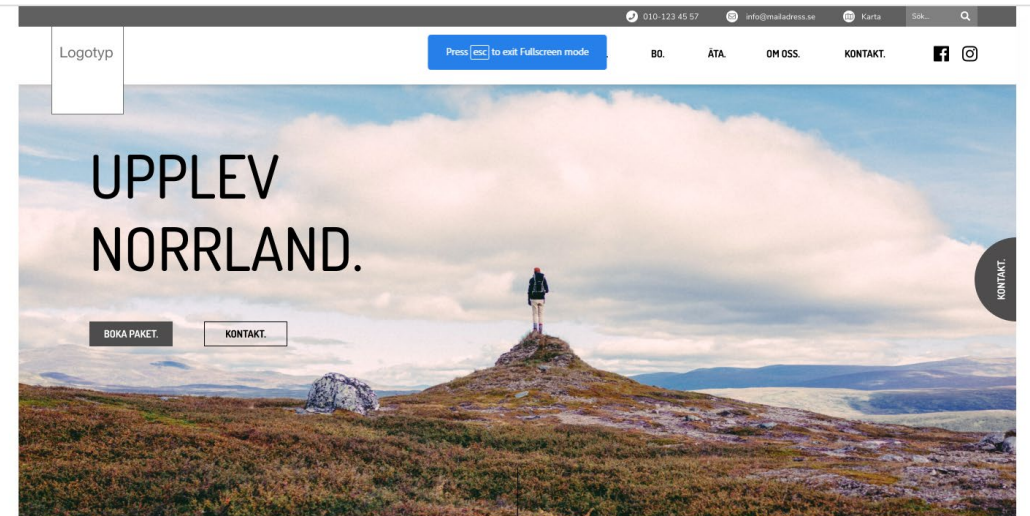 010-123 45 57 info@mailadress.se Karta Sök...
Logotyp
Press esc to exit Fullscreen mode
BO. ÄTA. OM OSS. KONTAKT.
UPPLEV
NORRLAND.
KONTAKT.
BOKA PAKET. KONTAKT.